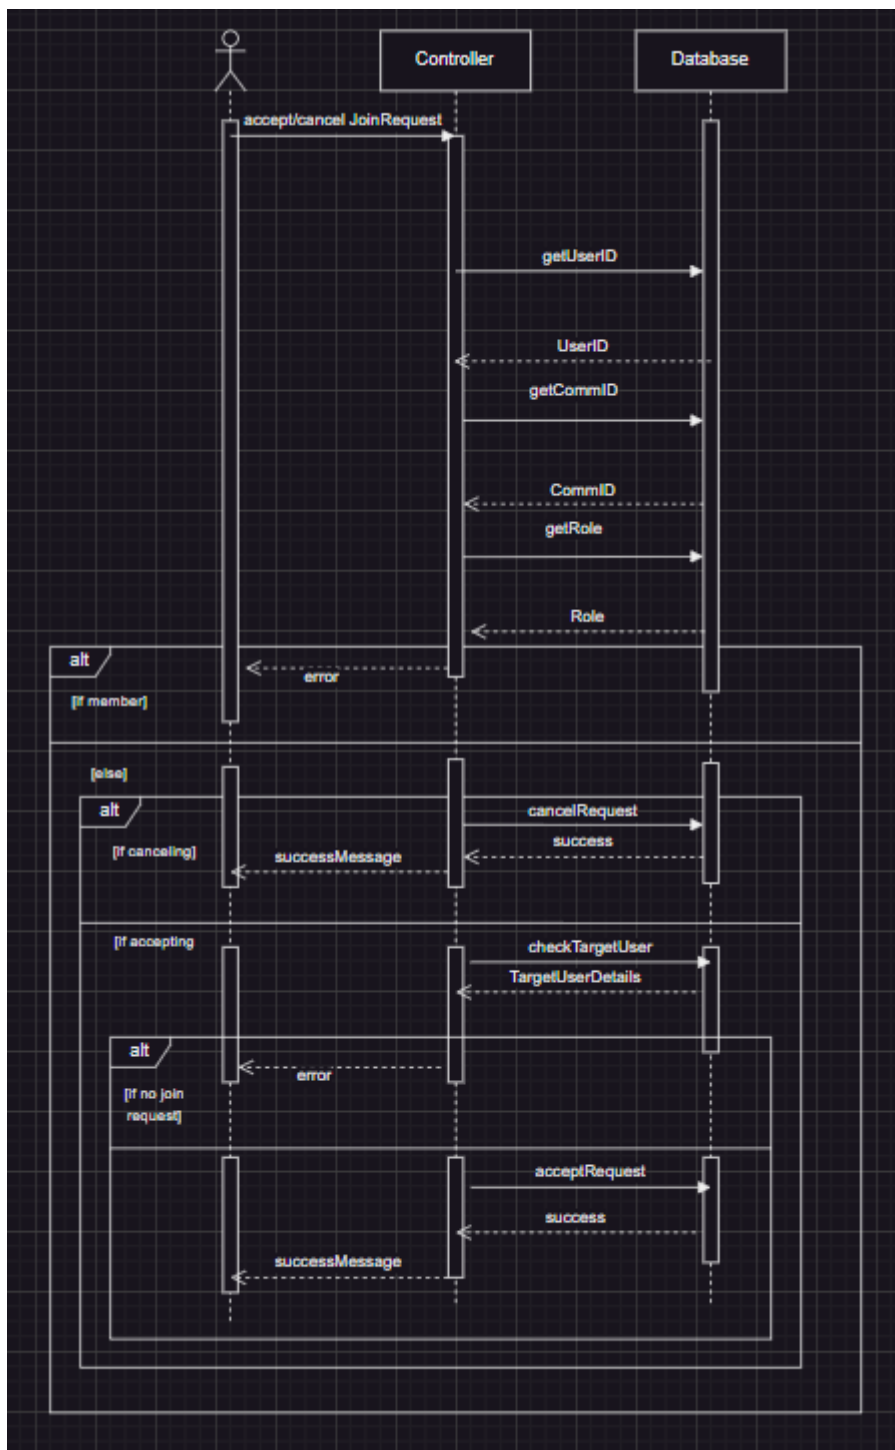 Controller
Database
accept/cancel JoinRequest
getUserID
UserID
getCommID
CommID
getRole
Role
alt
error
[if member]
[else]
alt
cancelRequest
success
[if canceling]
successMessage
[if accepting
checkTargetUser
TargetUserDetails
alt
error
[if no join
request]
acceptRequest
success
successMessage